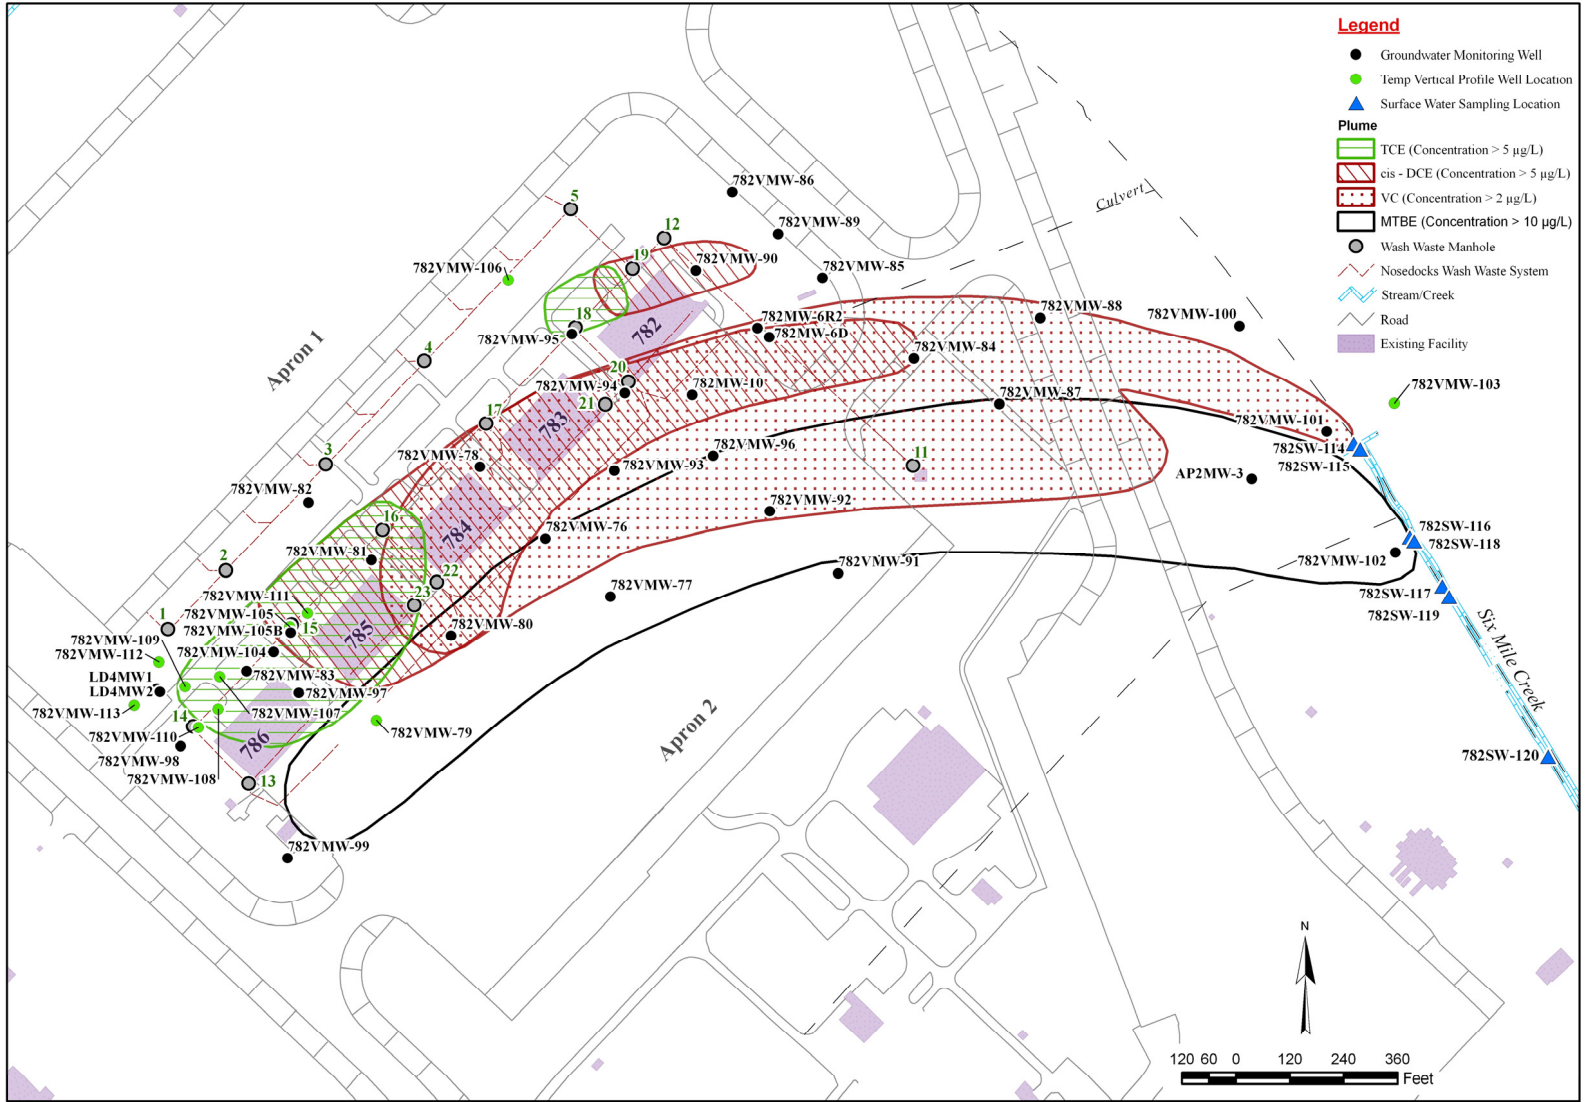 Legend
Groundwater Monitoring Well
Temp Vertical Profile Well Location
Surface Water Sampling Location
Plume
TCE (Concentration > 5 µg/L)
cis - DCE (Concentration > 5 µg/L)
VC (Concentration > 2 µg/L)
MTBE (Concentration > 10 µg/L)
Wash Waste Manhole
Nosedocks Wash Waste System
Stream/Creek
Road
Existing Facility
782VMW-86
5
12
782VMW-89
Culvert
19
782VMW-106
782VMW-90
782VMW-85
18
782
782VMW-88
782VMW-100
782MW-6R2
782VMW-95
782MW-6D
Apron 1
4
782VMW-84
20
782VMW-94
782MW-10
782VMW-103
21
782VMW-87
17
783
782VMW-101
782SW-114
782SW-115
782VMW-96
782VMW-78
3
782VMW-93
11
AP2MW-3
782VMW-82
782VMW-92
16
784
782VMW-76
782SW-116
782SW-118
782VMW-81
2
782VMW-102
782VMW-91
22
782SW-117
782VMW-77
782VMW-111
23
782SW-119
1
782VMW-105
15
782VMW-80
782VMW-105B
785
782VMW-109
782VMW-104
782VMW-112
Six Mile Creek
LD4MW1
782VMW-83
LD4MW2
782VMW-97
782VMW-113
782VMW-107
14
Apron 2
782VMW-79
782VMW-110
786
782VMW-98
782SW-120
782VMW-108
13
782VMW-99
N
120 60 0 120 240 360
Feet